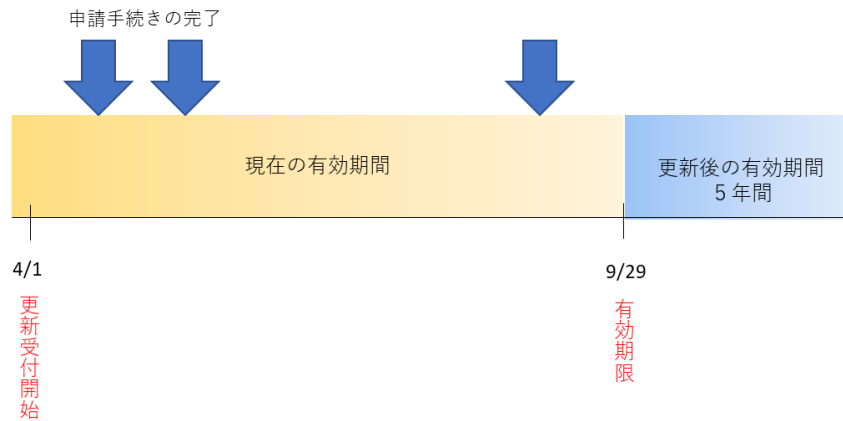 申請手続きの完了
現在の有効期間
更新後の有効期間
5年間
4/1
9/29
更新受付開始
有効期限